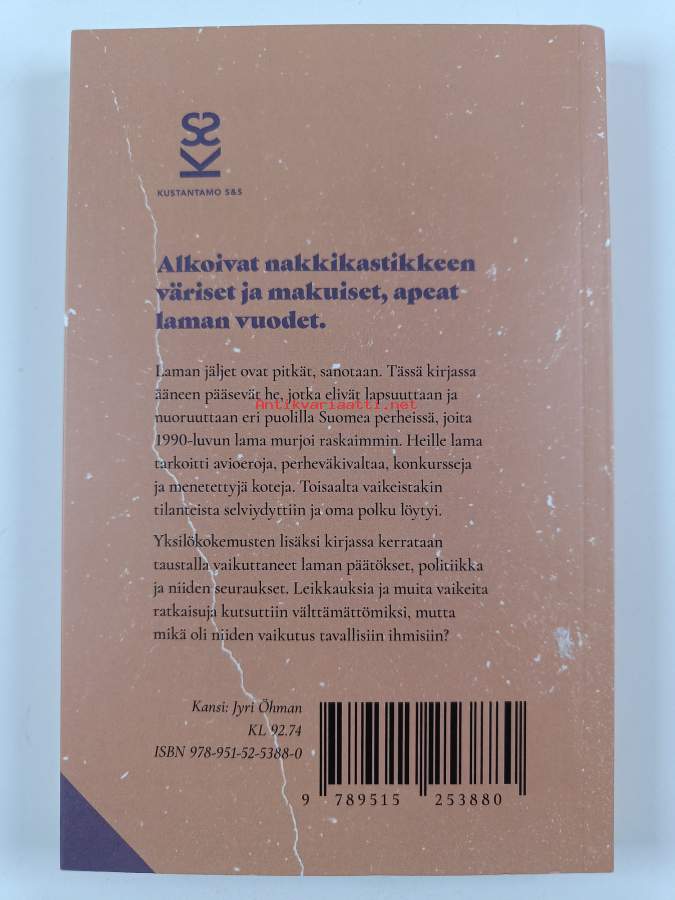 KSS
KUSTANTAMO S&S
Alkoivat nakkikastikkeen
väriset ja makuiset, apeat
laman vuodet.
Laman jäljet ovat pitkät, sanotaan. Tässä kirjassa
ääneen pääsevät he, jotka elivät lapsuuttaan ja
Antikvariaatti.net
nuoruuttaan eri puolilla Suomea perheissä, joita
1990-luvun lama murjoi raskaimmin. Heille lama
tarkoitti avioeroja, perheväkivaltaa, konkursseja
ja menetettyjä koteja. Toisaalta vaikeistakin
tilanteista selviydyttiin ja oma polku löytyi.
Yksilökokemusten lisäksi kirjassa kerrataan
taustalla vaikuttaneet laman päätökset, politiikka
ja niiden seuraukset. Leikkauksia ja muita vaikeita
ratkaisuja kutsuttiin välttämättömiksi, mutta
mikä oli niiden vaikutus tavallisiin ihmisiin?
Kansi: Jyri Öhman
KL 92.74
ISBN 978-951-52-5388-0
9 789515 253880